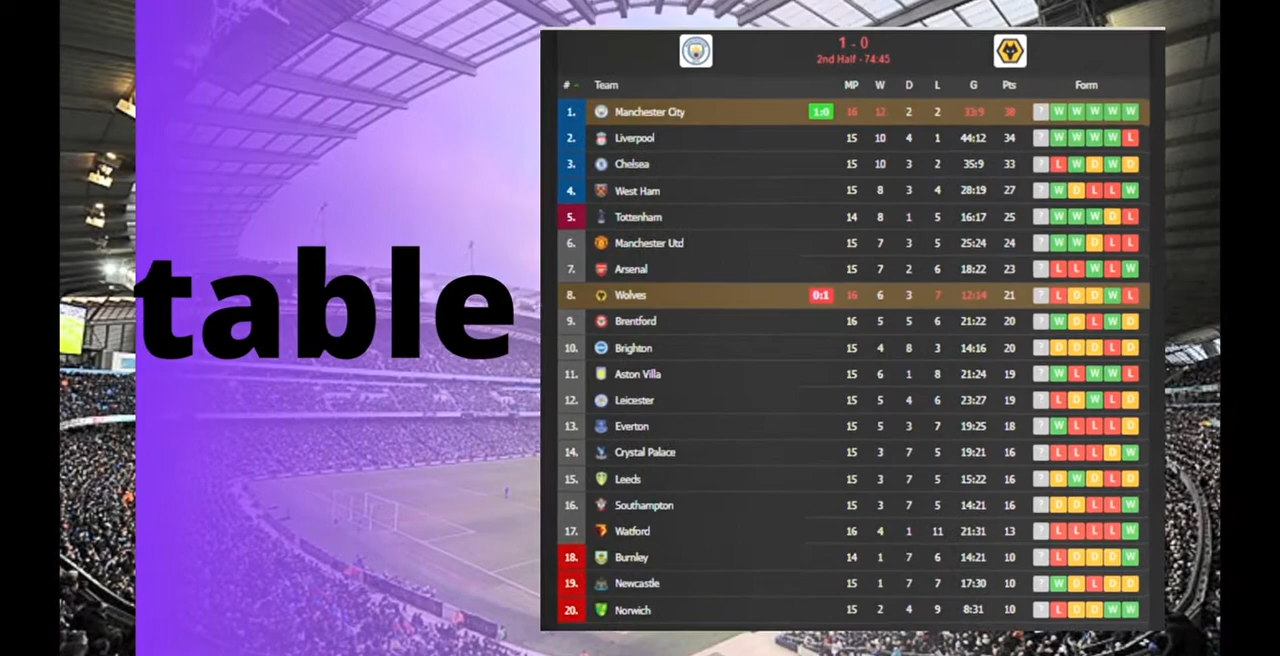 table
1 - 0
2nd Half - 74:45
# Team MP W D L G Pts Form
1. Manchester City 1:0 16 12 2 2 33:9 38 ? W W W W W
2. Liverpool 15 10 4 1 44:12 34 ? W W W W L
3. Chelsea 15 10 3 2 35:9 33 ? L W D W D
4. West Ham 15 8 3 4 28:19 27 ? W D L L W
5. Tottenham 14 8 1 5 16:17 25 ? W W W D L
6. Manchester Utd 15 7 3 5 25:24 24 ? W W D L L
7. Arsenal 15 7 2 6 18:22 23 ? L L W L W
8. Wolves 0:1 16 6 3 7 12:14 21 ? L D D W L
9. Brentford 16 5 5 6 21:22 20 ? W D L W D
10. Brighton 15 4 8 3 14:16 20 ? D D D L D
11. Aston Villa 15 6 1 8 21:24 19 ? W L W W L
12. Leicester 15 5 4 6 23:27 19 ? L D W L D
13. Everton 15 5 3 7 19:25 18 ? W L L L D
14. Crystal Palace 15 3 7 5 19:21 16 ? L L L D W
15. Leeds 15 3 7 5 15:22 16 ? D W D L D
16. Southampton 15 3 7 5 14:21 16 ? D D L L W
17. Watford 16 4 1 11 21:31 13 ? L L L L W
18. Burnley 14 1 7 6 14:21 10 ? L D D D W
19. Newcastle 15 1 7 7 17:30 10 ? W D L D D
20. Norwich 15 2 4 9 8:31 10 ? L D D W W